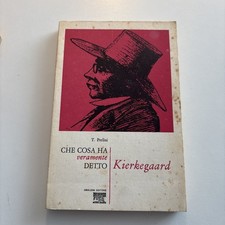 T. Perlini
CHE COSA HA
veramente
DETTO
Kierkegaard